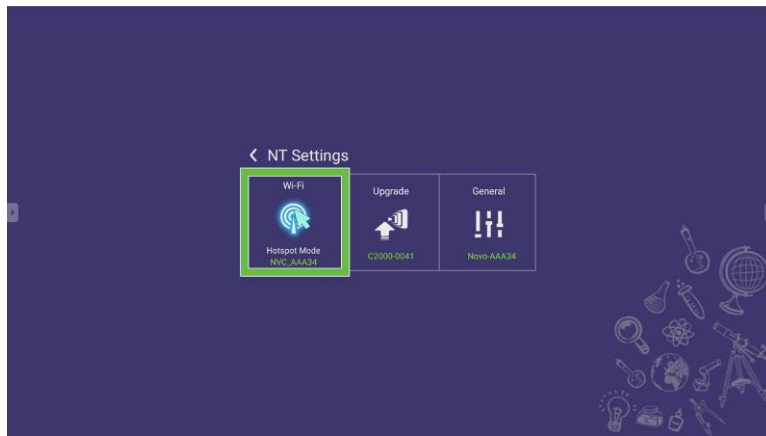 NT Settings
Wi-Fi
Hotspot Mode
NVC_AAA34
Upgrade
C2000-0041
General
Novo-AAA34